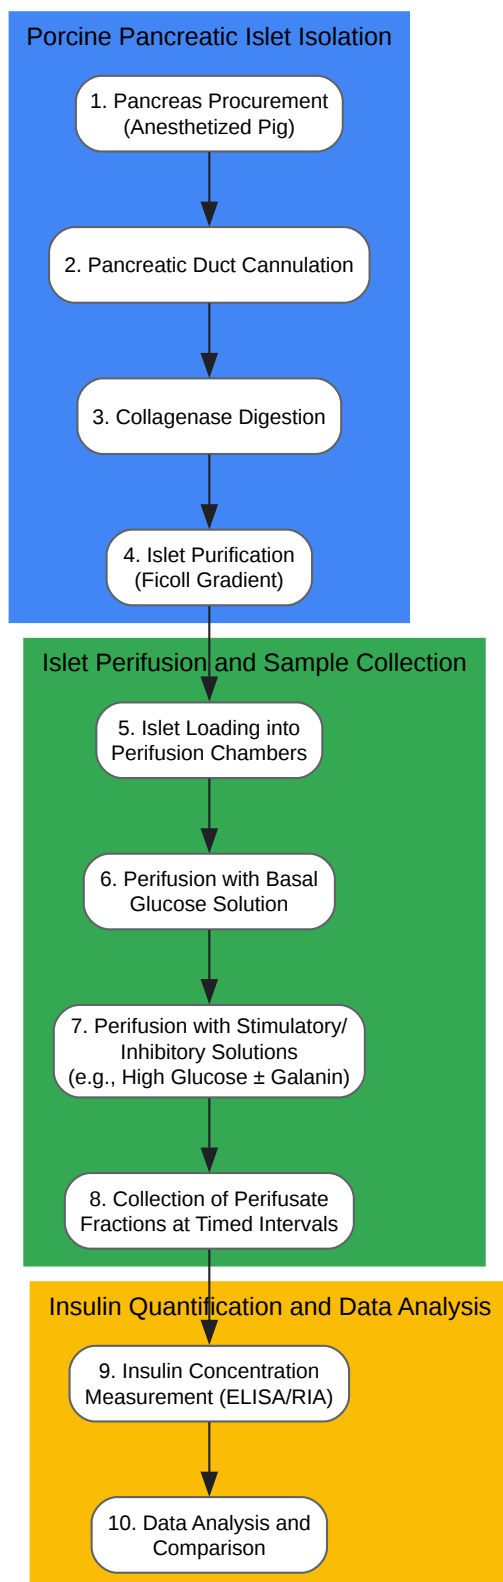 Porcine Pancreatic Islet Isolation
1. Pancreas Procurement
(Anesthetized Pig)
2. Pancreatic Duct Cannulation
3. Collagenase Digestion
4. Islet Purification
(Ficoll Gradient)
Islet Perifusion and Sample Collection
5. Islet Loading into
Perifusion Chambers
6. Perifusion with Basal
Glucose Solution
7. Perifusion with Stimulatory/
Inhibitory Solutions
(e.g., High Glucose ± Galanin)
8. Collection of Perifusate
Fractions at Timed Intervals
Insulin Quantification and Data Analysis
9. Insulin Concentration
Measurement (ELISA/RIA)
10. Data Analysis and
Comparison